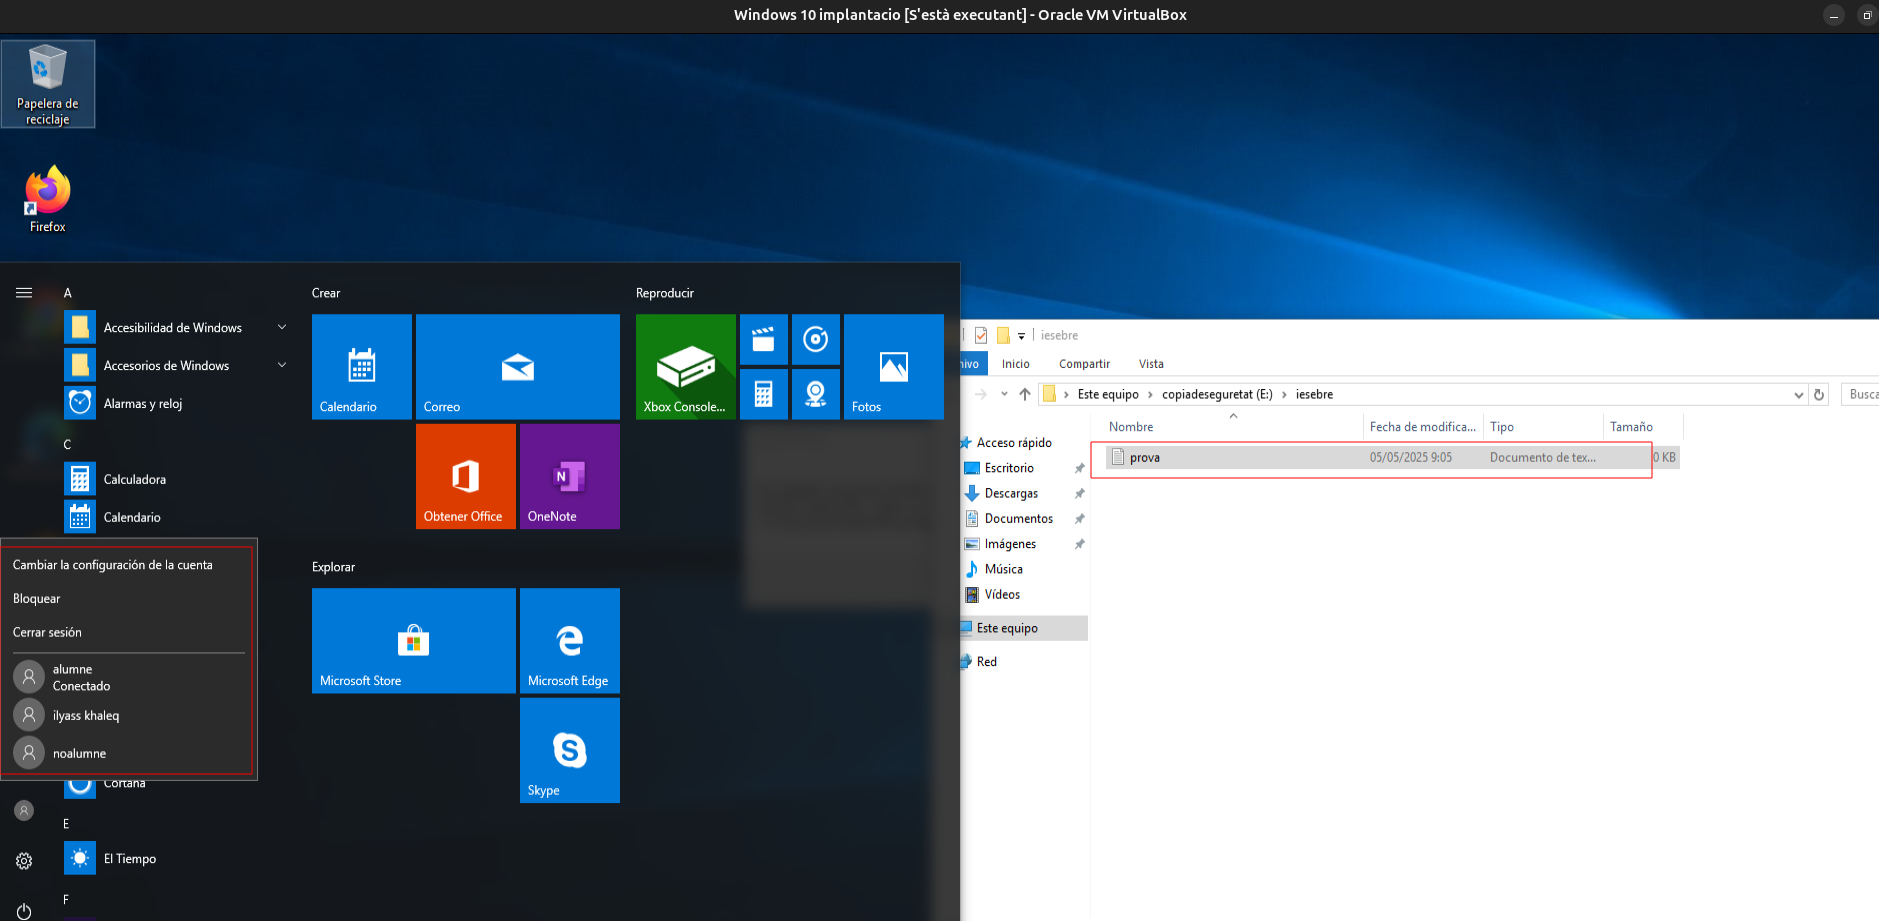 Windows 10 implantacio [S'està executant] - Oracle VM VirtualBox
Papelera de
reciclaje
Firefox
A
Accesibilidad de Windows
Accesorios de Windows
Alarmas y reloj
C
Calculadora
Calendario
Cambiar la configuración de la cuenta
Bloquear
Cerrar sesión
alumne
Conectado
ilyass khaleq
noalumne
Cortana
E
El Tiempo
F
Crear
Calendario
Correo
Obtener Office
N
OneNote
Explorar
Microsoft Store
Microsoft Edge
S
Skype
Reproducir
Xbox Console...
Fotos
iesebre
hivo
Inicio
Compartir
Vista
Este equipo
copiadeseguretat (E:)
iesebre
Busca
Nombre
Fecha de modifica...
Tipo
Tamaño
prova
05/05/2025 9:05
Documento de tex...
0 KB
Acceso rápido
Escritorio
Descargas
Documentos
Imágenes
Música
Vídeos
Este equipo
Red